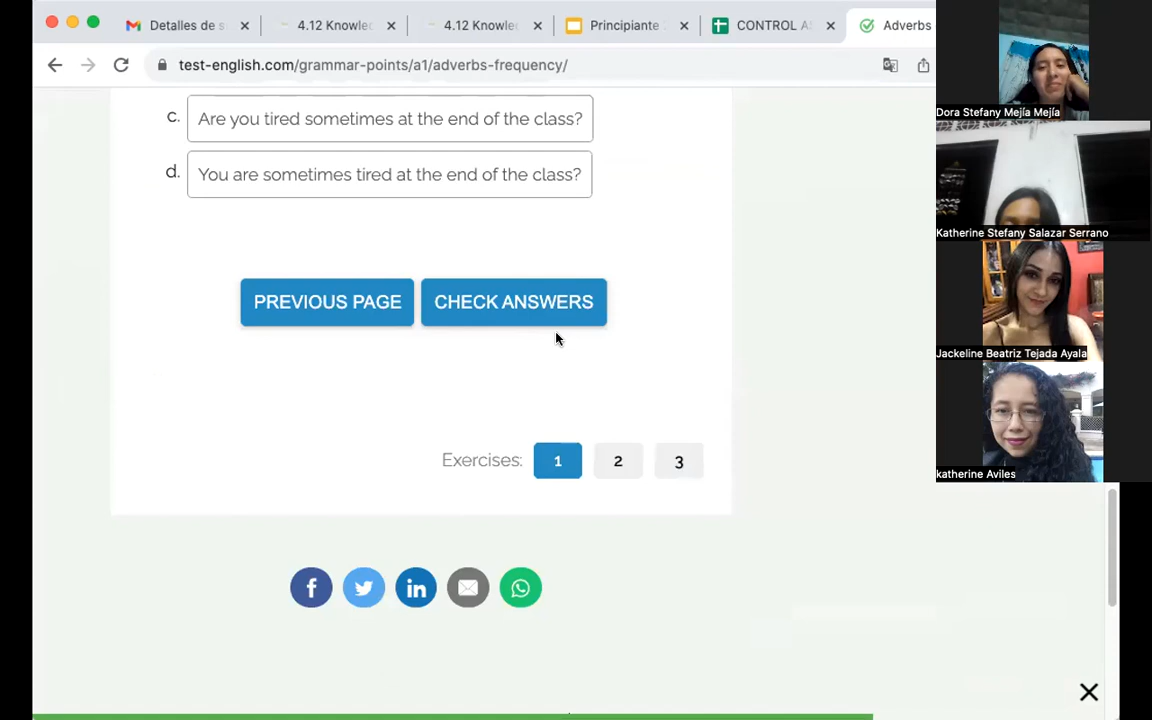 Detalles de s
4.12 Knowle
4.12 Knowle
Principiante
CONTROL A
Adverbs
test-english.com/grammar-points/a1/adverbs-frequency/
c. Are you tired sometimes at the end of the class?
d. You are sometimes tired at the end of the class?
PREVIOUS PAGE
CHECK ANSWERS
Exercises: 1 2 3
Dora Stefany Mejía Mejía
Katherine Stefany Salazar Serrano
Jackeline Beatriz Tejada Ayala
katherine Aviles